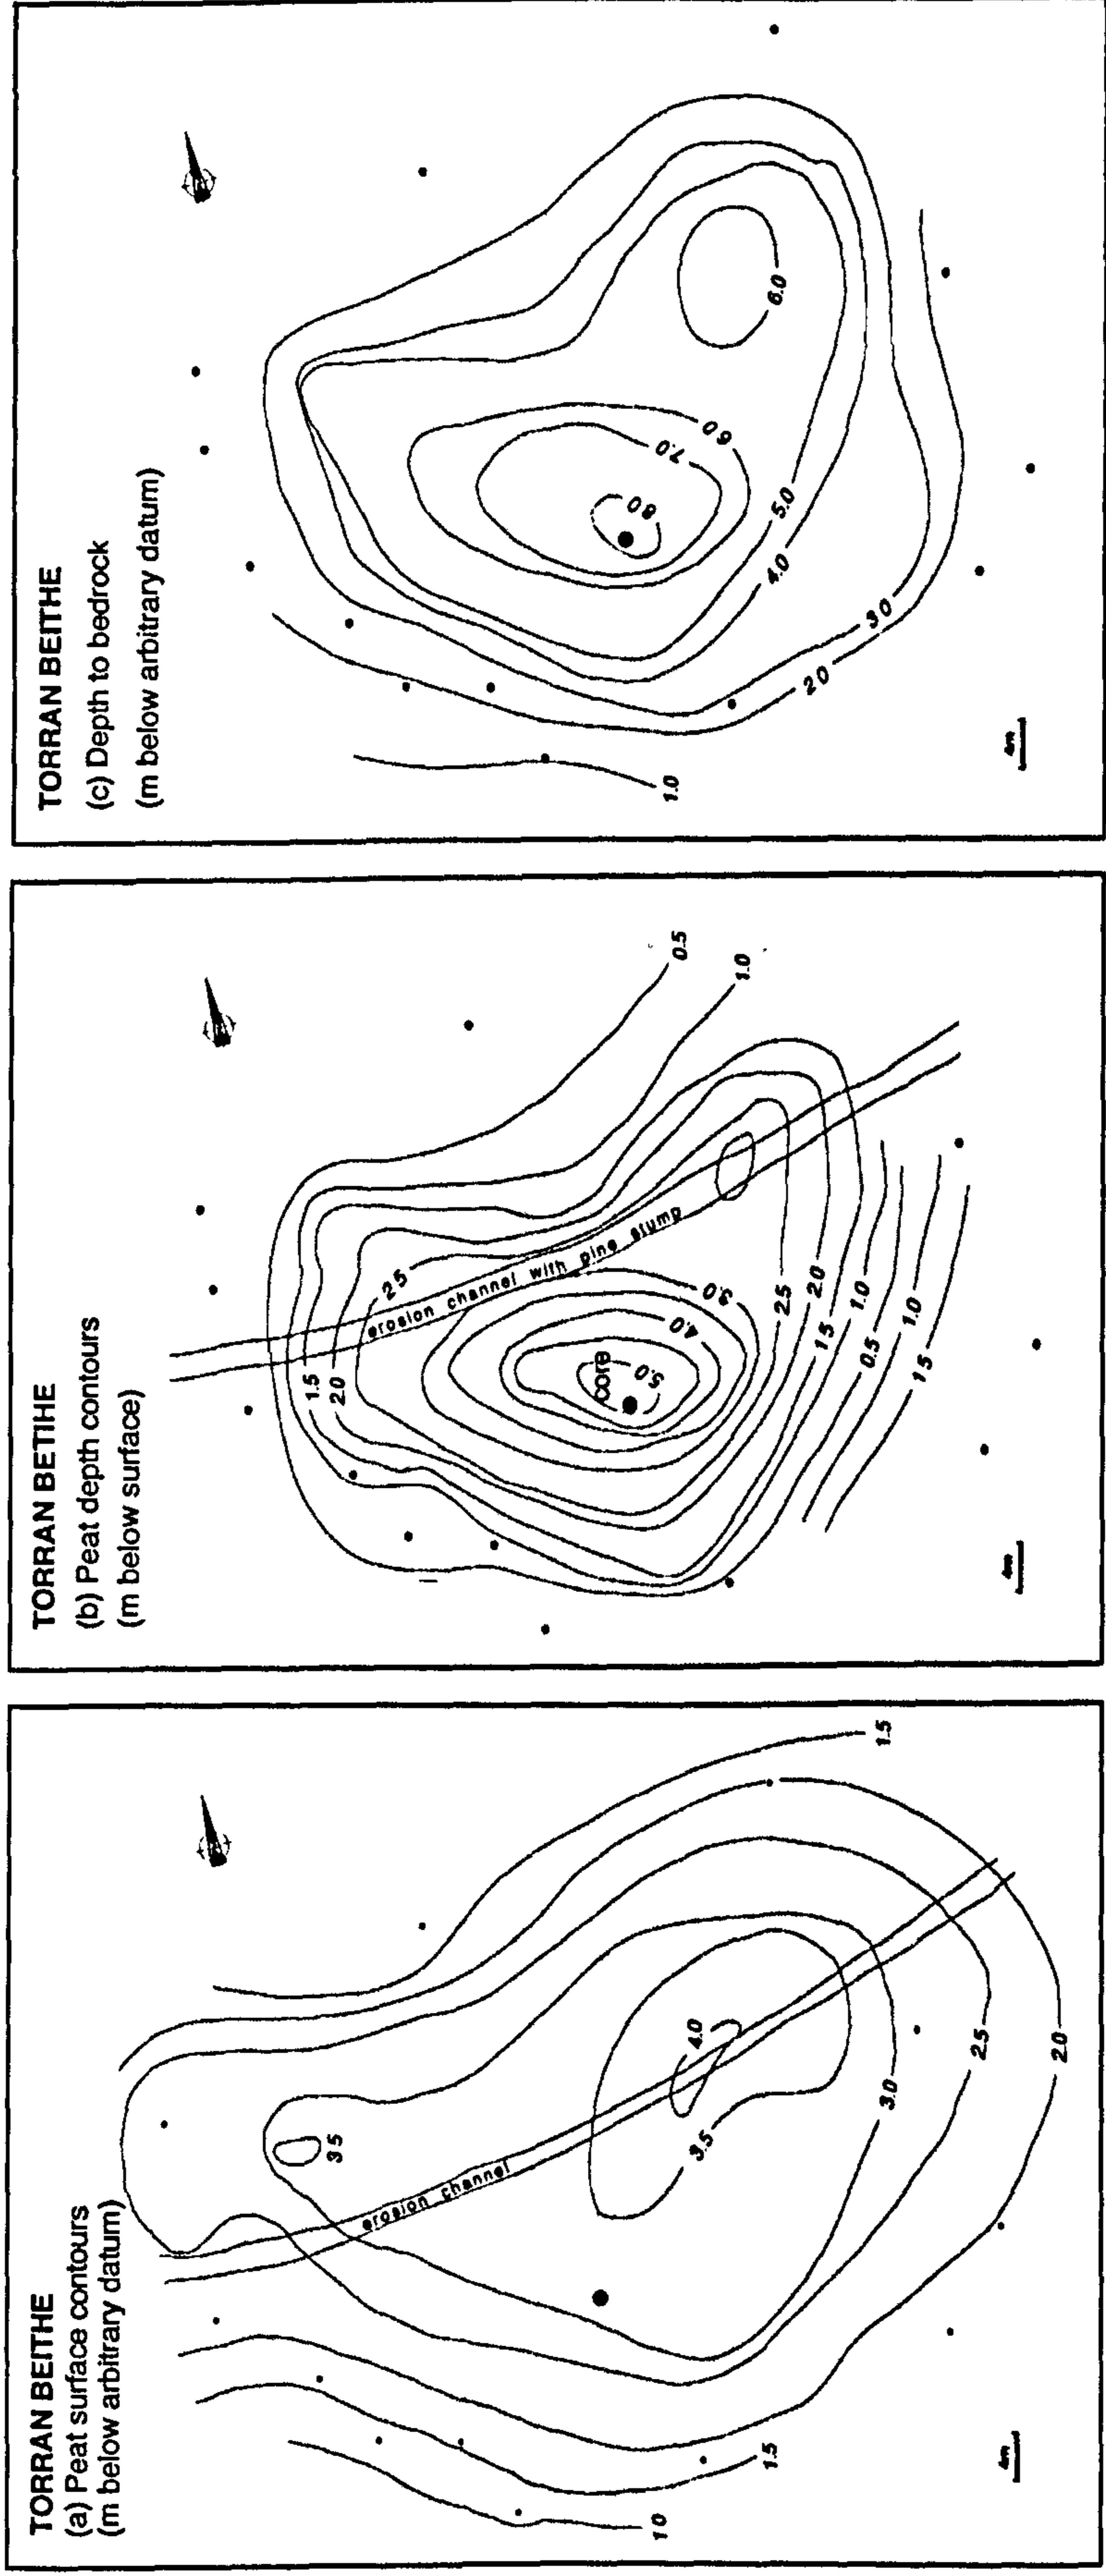 TORRAN BEITHE
(a) Peat surface contours
(m below arbitrary datum)
erosion channel
3.5
3.5
4.0
3.0
2.5
2.0
1.5
1.5
1.0
4m
TORRAN BETIHE
(b) Peat depth contours
(m below surface)
erosion channel with pine stump
core
0.5
1.0
1.5
2.0
2.5
3.0
4.0
5.0
2.5
2.0
1.5
1.0
0.5
1.0
1.5
4m
TORRAN BEITHE
(c) Depth to bedrock
(m below arbitrary datum)
6.0
6.0
7.0
8.0
5.0
4.0
3.0
2.0
1.0
4m